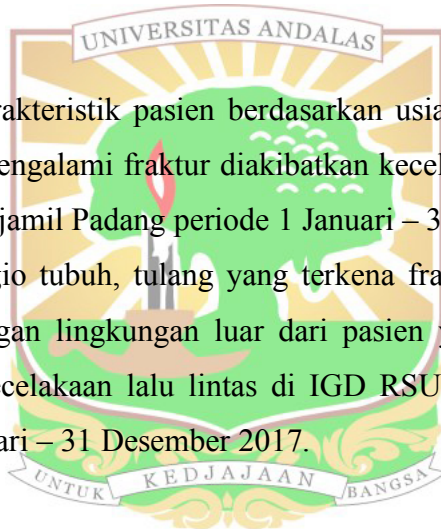 UNIVERSITAS ANDALAS
rakteristik pasien berdasarkan usia
engalami fraktur diakibatkan kecel
jamil Padang periode 1 Januari – 3
gio tubuh, tulang yang terkena fra
gan lingkungan luar dari pasien y
ecelakaan lalu lintas di IGD RSU
ari – 31 Desember 2017.
UNTUK KEDJAJAAN BANGSA